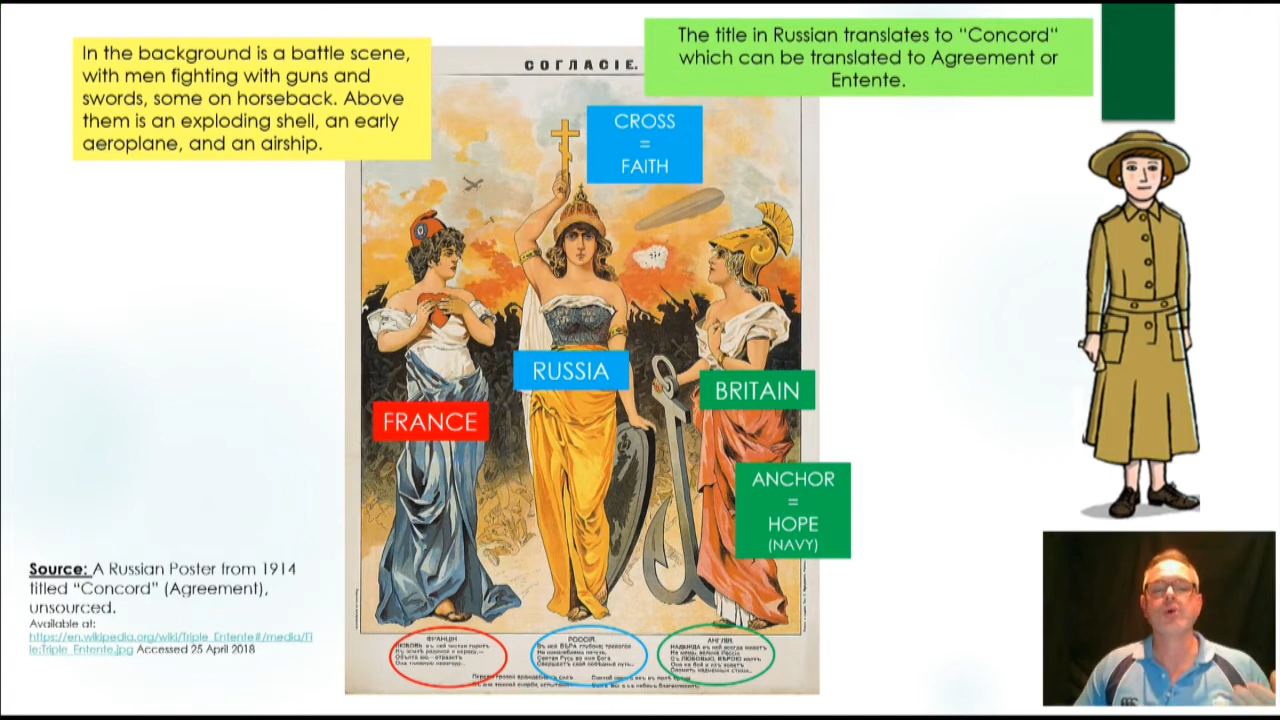 In the background is a battle scene,
with men fighting with guns and
swords, some on horseback. Above
them is an exploding shell, an early
aeroplane, and an airship.
СОГЛАСІЕ.
The title in Russian translates to "Concord"
which can be translated to Agreement or
Entente.
CROSS
=
FAITH
RUSSIA
FRANCE
BRITAIN
ANCHOR
=
HOPE
(NAVY)
Source: A Russian Poster from 1914
titled "Concord" (Agreement),
unsourced.
Available at:
https://en.wikipedia.org/wiki/Triple_Entente#/media/Fi
le:Triple_Entente.jpg Accessed 25 April 2018
РОССІЯ.
АНГЛІЯ.